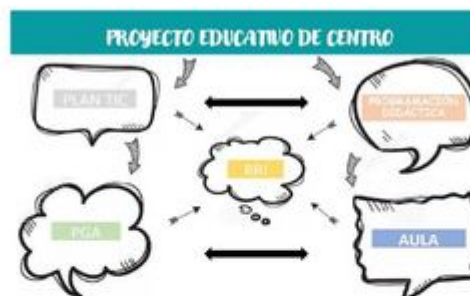 PROYECTO EDUCATIVO DE CENTRO
PLAN TIC
PROGRAMACIÓN
DIDÁCTICA
RRI
PGA
AULA